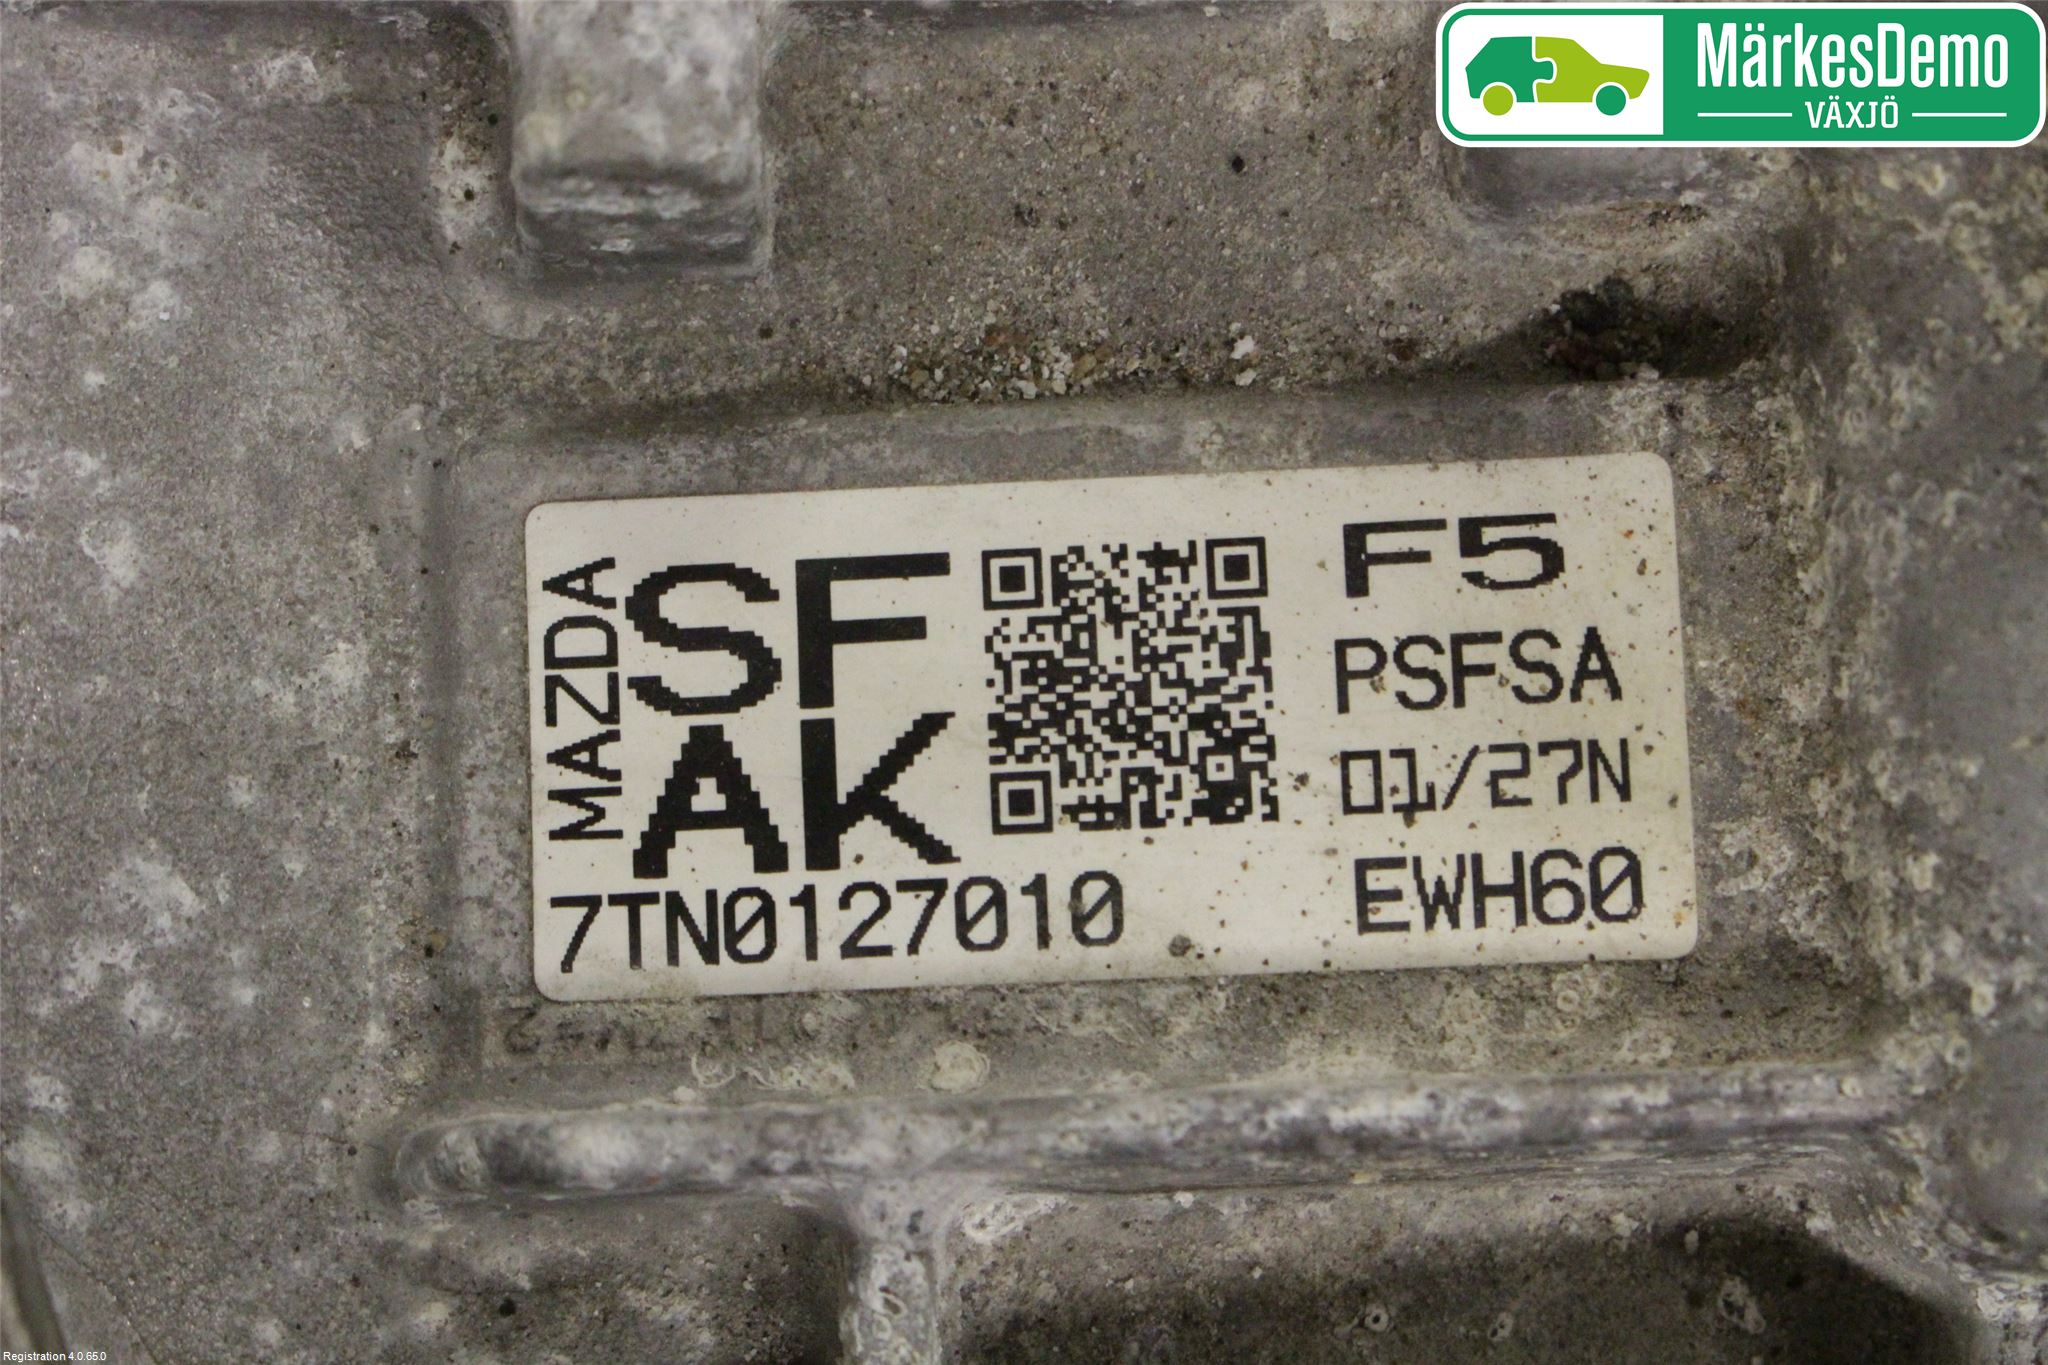 MärkesDemo
VÄXJÖ
MAZDA
SF
AK
7TN0127010
F5
PSFSA
01/27N
EWH60
Registration 4.0.65.0